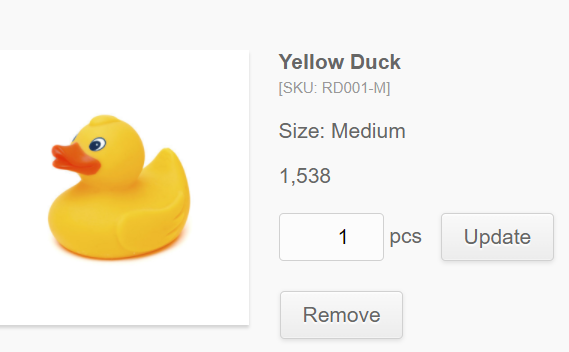 Yellow Duck
[SKU: RD001-M]
Size: Medium
1,538
1 pcs Update
Remove